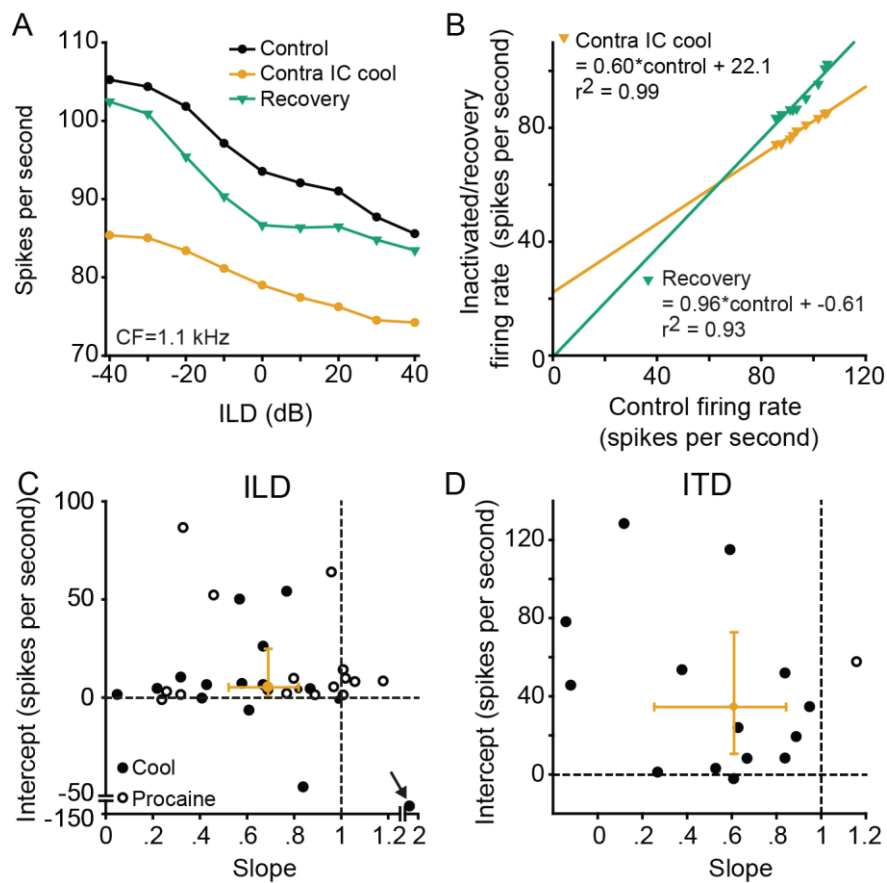 A
110
100
90
80
70
Spikes per second
Control
Contra IC cool
Recovery
CF=1.1 kHz
-40
-20
0
20
40
ILD (dB)
B
80
40
0
Inactivated/recovery
firing rate (spikes per second)
Contra IC cool
= 0.60*control + 22.1
r2 = 0.99
Recovery
= 0.96*control + -0.61
r2 = 0.93
0
40
80
120
Control firing rate
(spikes per second)
C
ILD
100
50
0
-50
-150
Intercept (spikes per second)
Cool
Procaine
0
.2
.4
.6
.8
1
1.2
2
Slope
D
ITD
120
80
40
0
Intercept (spikes per second)
0
.2
.4
.6
.8
1
1.2
Slope